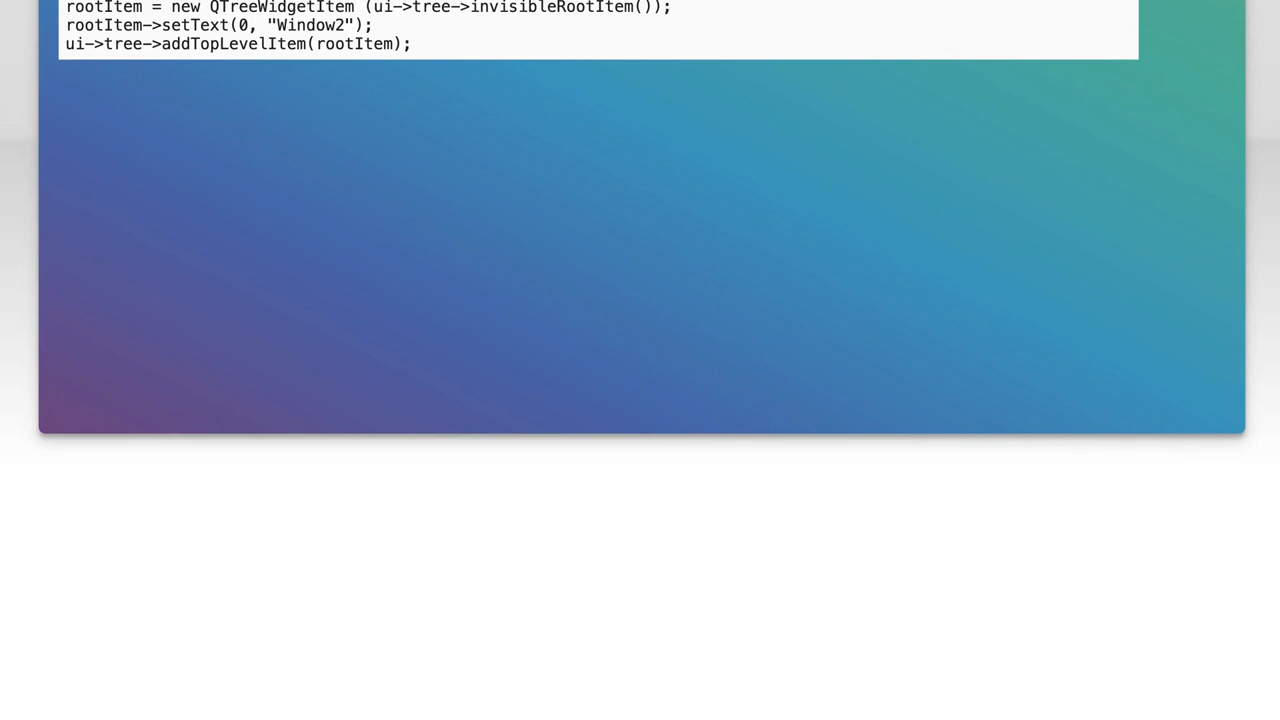 rootItem = new QTreeWidgetItem (ui->tree->invisibleRootItem());
rootItem->setText(0, "Window2");
ui->tree->addTopLevelItem(rootItem);